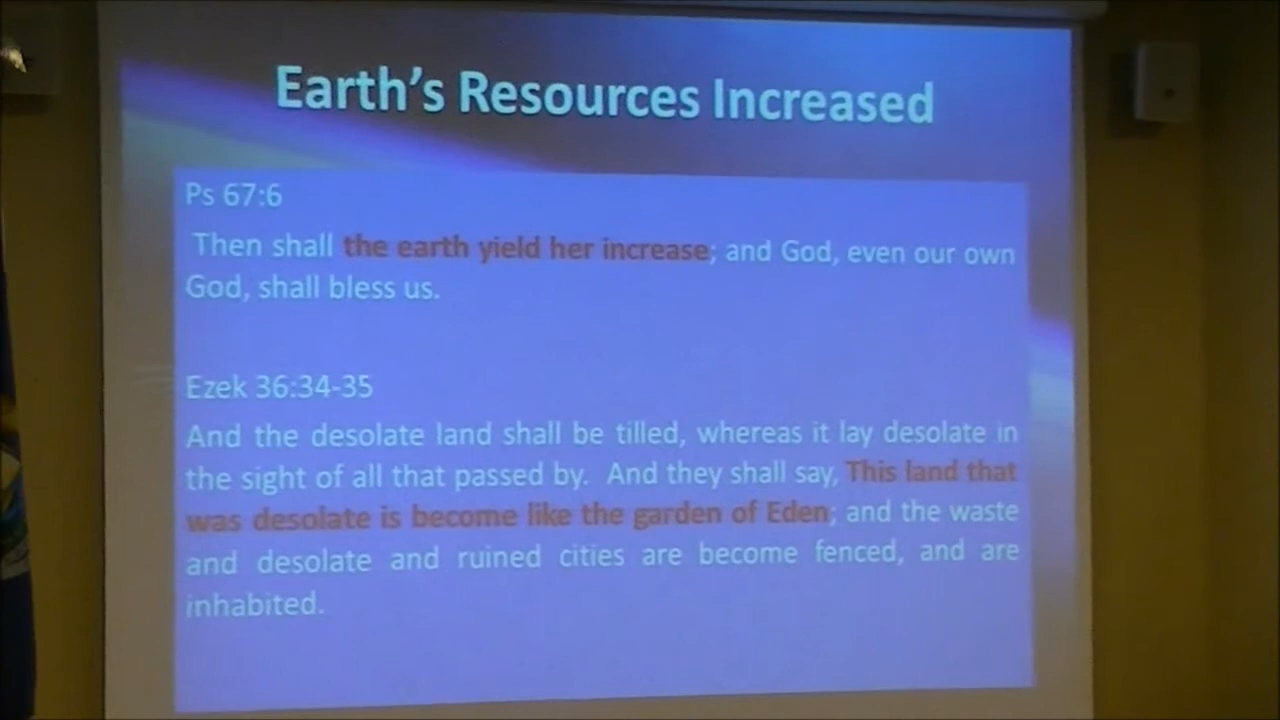 Earth's Resources Increased
Ps 67:6
Then shall the earth yield her increase; and God, even our own
God, shall bless us.
Ezek 36:34-35
And the desolate land shall be tilled, whereas it lay desolate in
the sight of all that passed by. And they shall say, This land that
was desolate is become like the garden of Eden; and the waste
and desolate and ruined cities are become fenced, and are
inhabited.